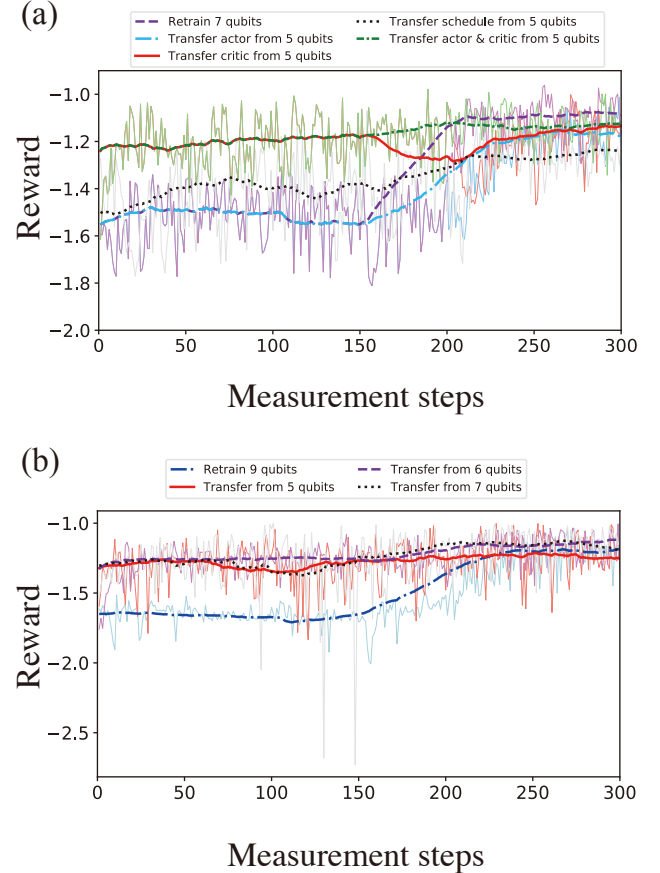 (a)
Retrain 7 qubits
Transfer actor from 5 qubits
Transfer critic from 5 qubits
Transfer schedule from 5 qubits
Transfer actor & critic from 5 qubits
Reward
−1.0
−1.2
−1.4
−1.6
−1.8
−2.0
0 50 100 150 200 250 300
Measurement steps
(b)
Retrain 9 qubits
Transfer from 5 qubits
Transfer from 6 qubits
Transfer from 7 qubits
Reward
−1.0
−1.5
−2.0
−2.5
0 50 100 150 200 250 300
Measurement steps